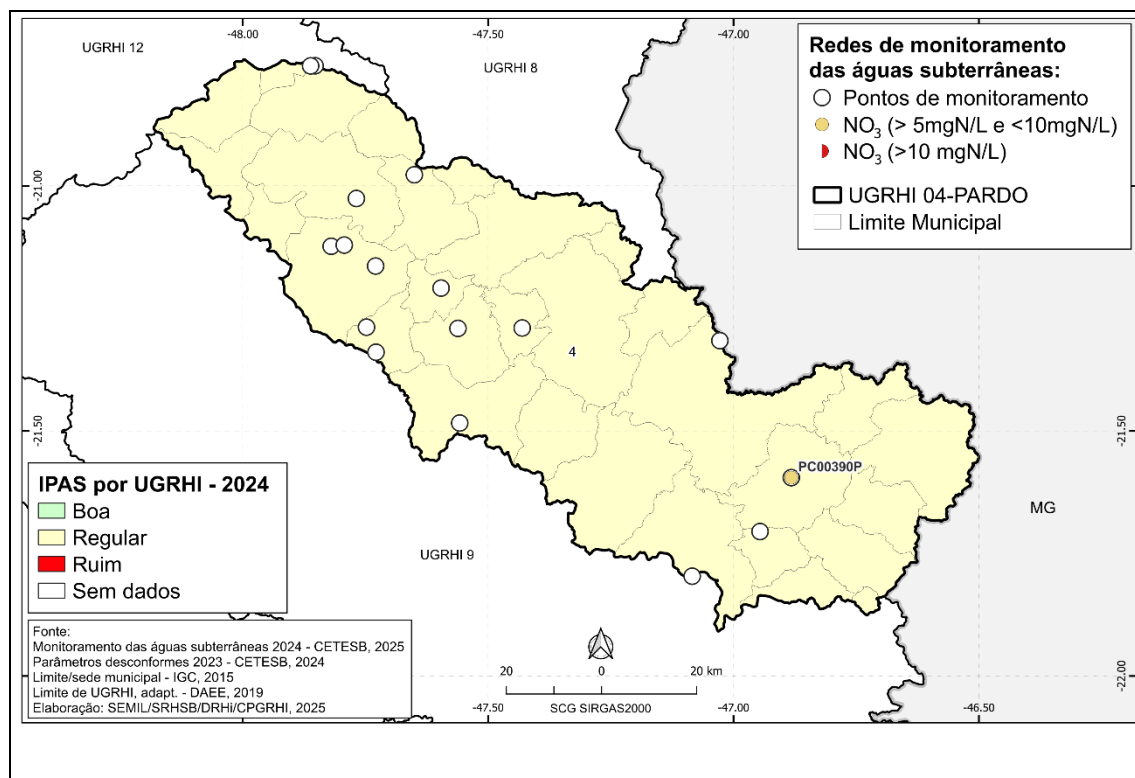 -48.00
-47.50
-47.00
UGRHI 12
UGRHI 8
Redes de monitoramento
das águas subterrâneas:
Pontos de monitoramento
NO3 (> 5mgN/L e <10mgN/L)
NO3 (>10 mgN/L)
UGRHI 04-PARDO
Limite Municipal
-21.00
-21.00
4
-21.50
-21.50
PC00390P
MG
UGRHI 9
IPAS por UGRHI - 2024
Boa
Regular
Ruim
Sem dados
Fonte:
Monitoramento das águas subterrâneas 2024 - CETESB, 2025
Parâmetros desconformes 2023 - CETESB, 2024
Limite/sede municipal - IGC, 2015
Limite de UGRHI, adapt. - DAEE, 2019
Elaboração: SEMIL/SRHSB/DRHi/CPGRHI, 2025
20 0 20 km
SCG SIRGAS2000
-22.00
-47.50
-47.00
-46.50